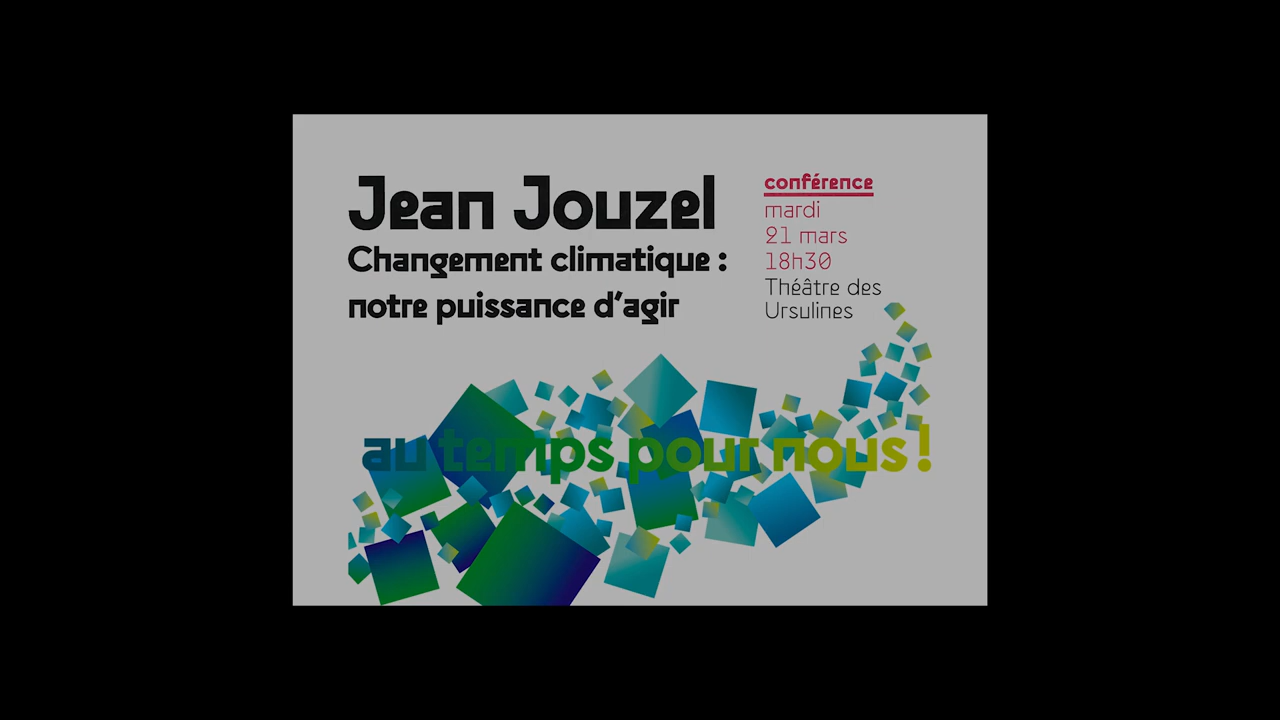 Jean Jouzel
Changement climatique :
notre puissance d'agir
conférence
mardi
21 mars
18h30
Théâtre des
Ursulines
au temps pour nous!